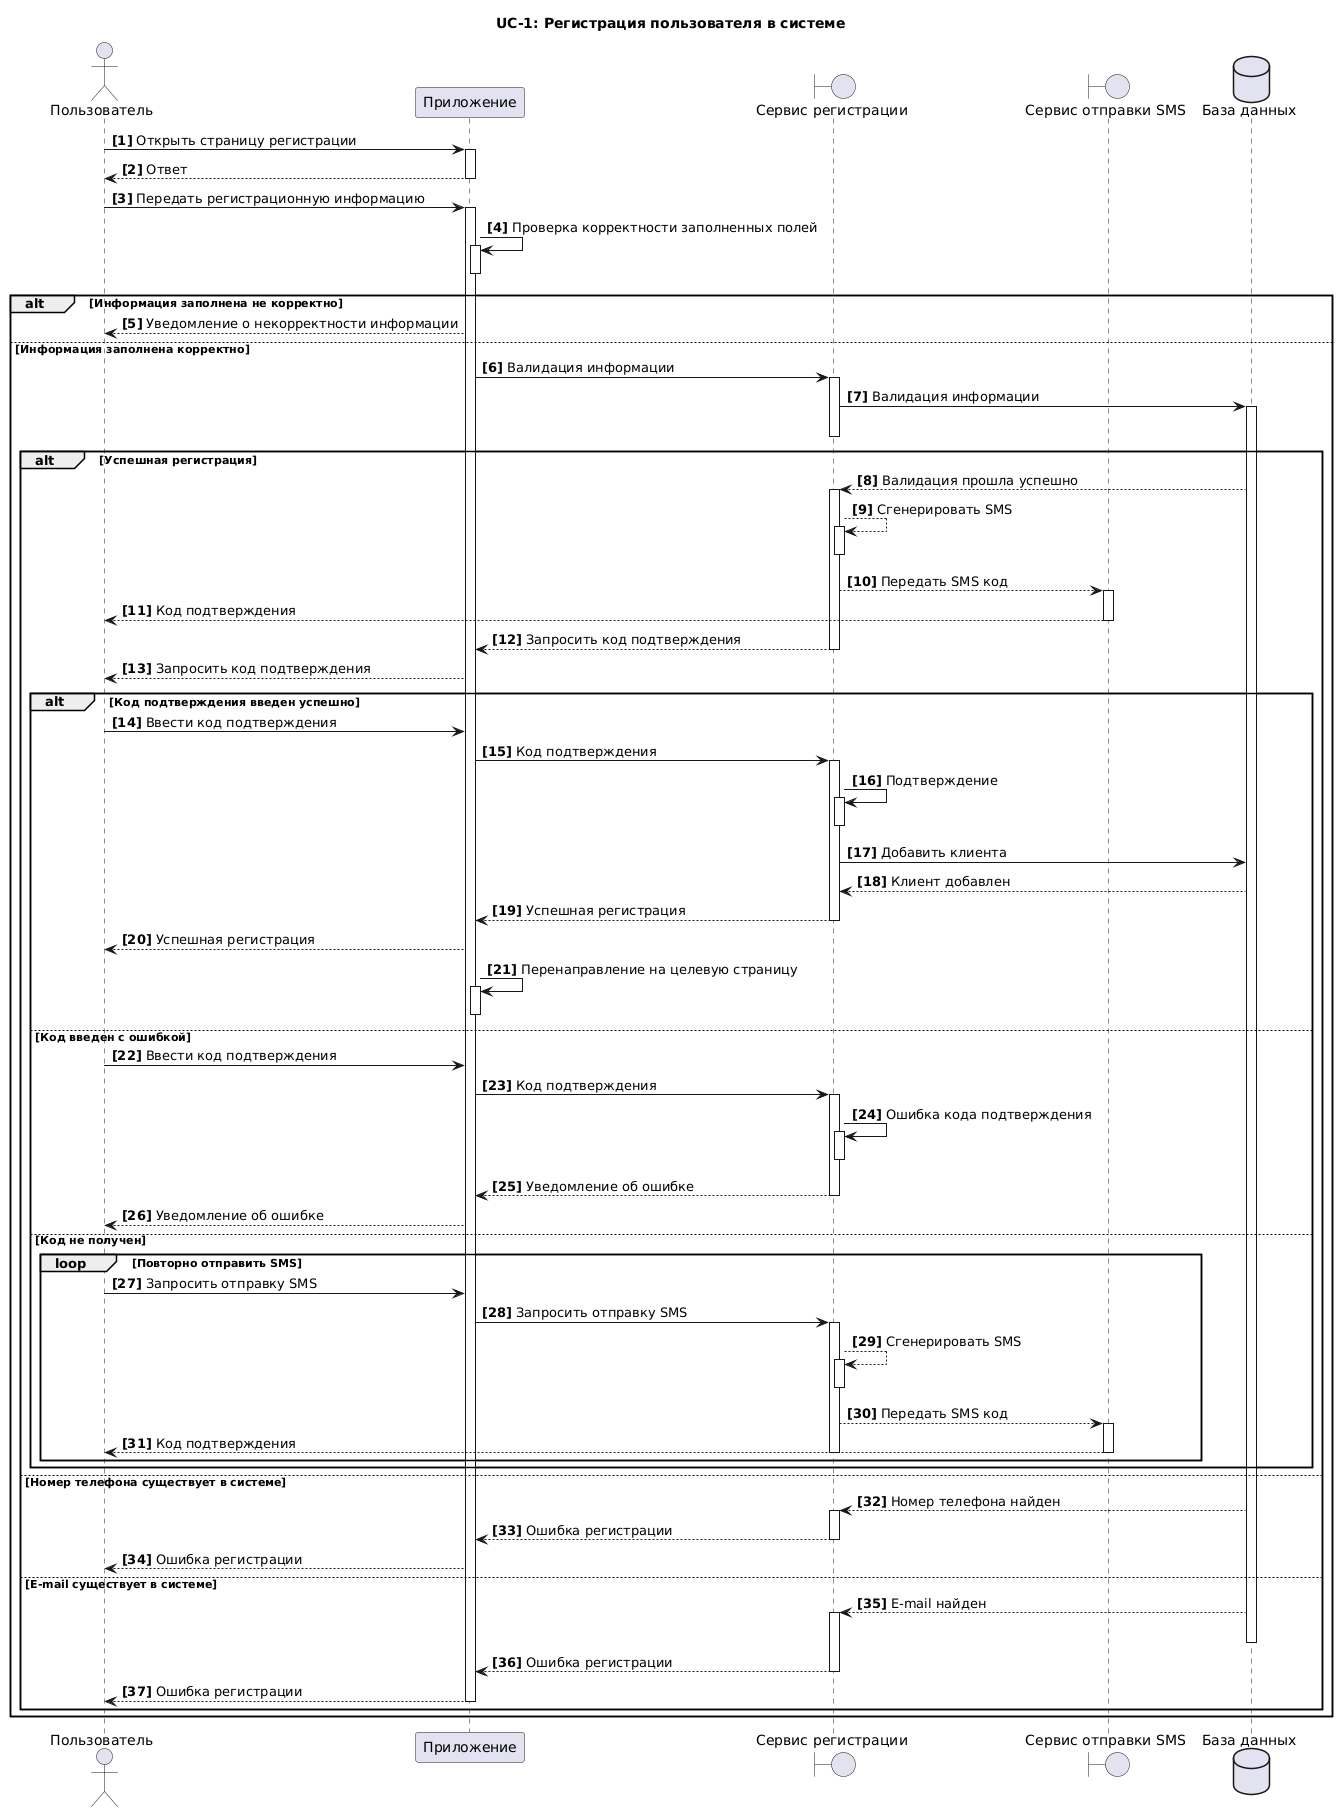 UC-1: Регистрация пользователя в системе
Пользователь
Приложение
Сервис регистрации
Сервис отправки SMS
База данных
[1] Открыть страницу регистрации
[2] Ответ
[3] Передать регистрационную информацию
[4] Проверка корректности заполненных полей
alt [Информация заполнена не корректно]
[5] Уведомление о некорректности информации
[Информация заполнена корректно]
[6] Валидация информации
[7] Валидация информации
alt [Успешная регистрация]
[8] Валидация прошла успешно
[9] Сгенерировать SMS
[10] Передать SMS код
[11] Код подтверждения
[12] Запросить код подтверждения
[13] Запросить код подтверждения
alt [Код подтверждения введен успешно]
[14] Ввести код подтверждения
[15] Код подтверждения
[16] Подтверждение
[17] Добавить клиента
[18] Клиент добавлен
[19] Успешная регистрация
[20] Успешная регистрация
[21] Перенаправление на целевую страницу
[Код введен с ошибкой]
[22] Ввести код подтверждения
[23] Код подтверждения
[24] Ошибка кода подтверждения
[25] Уведомление об ошибке
[26] Уведомление об ошибке
[Код не получен]
loop [Повторно отправить SMS]
[27] Запросить отправку SMS
[28] Запросить отправку SMS
[29] Сгенерировать SMS
[30] Передать SMS код
[31] Код подтверждения
[Номер телефона существует в системе]
[32] Номер телефона найден
[33] Ошибка регистрации
[34] Ошибка регистрации
[E-mail существует в системе]
[35] E-mail найден
[36] Ошибка регистрации
[37] Ошибка регистрации
Пользователь
Приложение
Сервис регистрации
Сервис отправки SMS
База данных